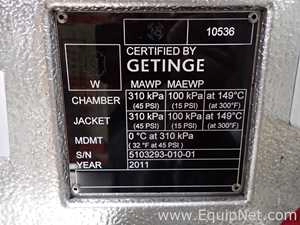 10536
CERTIFIED BY
GETINGE
W
MAWP MAEWP
CHAMBER 310 kPa 100 kPa at 149°C
(45 PSI) (15 PSI) (at 300°F)
JACKET 310 kPa 100 kPa at 149°C
(45 PSI) (15 PSI) (at 300°F)
MDMT 0 °C at 310 kPa
( 32 °F at 45 PSI )
S/N 5103293-010-01
YEAR 2011
www.EquipNet.com